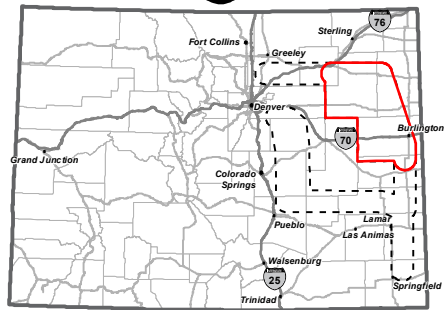 76
Sterling
Fort Collins
Greeley
Denver
Burlington
70
Grand Junction
Colorado
Springs
Lamar
Pueblo
Las Animas
Walsenburg
25
Springfield
Trinidad